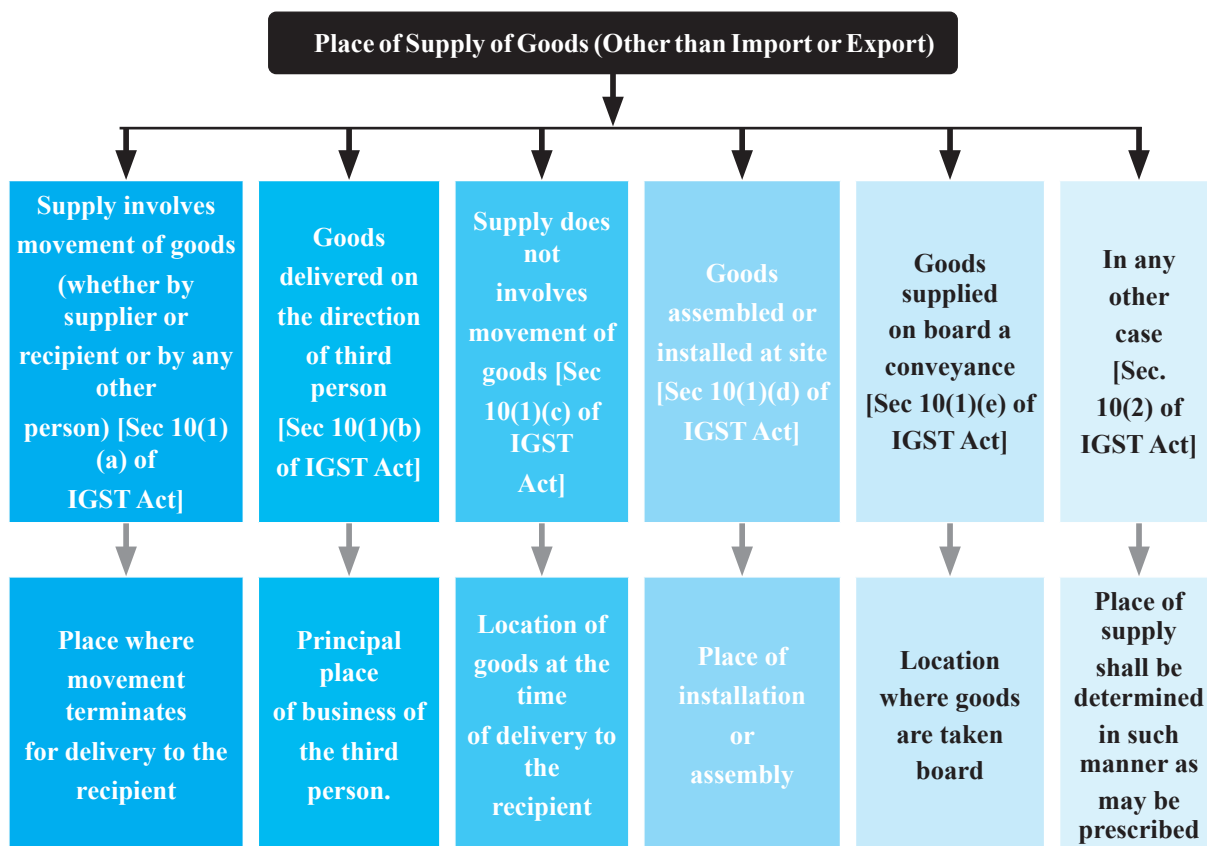 Place of Supply of Goods (Other than Import or Export)
Supply involves
movement of goods
(whether by
supplier or
recipient or by any
other
person) [Sec 10(1)
(a) of
IGST Act]
Goods
delivered on
the direction
of third
person
[Sec 10(1)(b)
of IGST Act]
Supply does
not
involves
movement of
goods [Sec
10(1)(c) of
IGST
Act]
Goods
assembled or
installed at site
[Sec 10(1)(d) of
IGST Act]
Goods
supplied
on board a
conveyance
[Sec 10(1)(e) of
IGST Act]
In any
other
case
[Sec.
10(2) of
IGST Act]
Place where
movement
terminates
for delivery to the
recipient
Principal
place
of business of
the third
person.
Location of
goods at the
time
of delivery to
the
recipient
Place of
installation
or
assembly
Location
where goods
are taken
board
Place of
supply
shall be
determined
in such
manner as
may be
prescribed